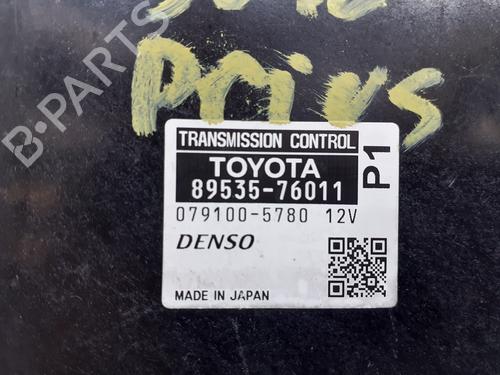 Prius
TRANSMISSION CONTROL
TOYOTA
89535-76011
P1
079100-5780 12V
DENSO
MADE IN JAPAN
B-PARTS